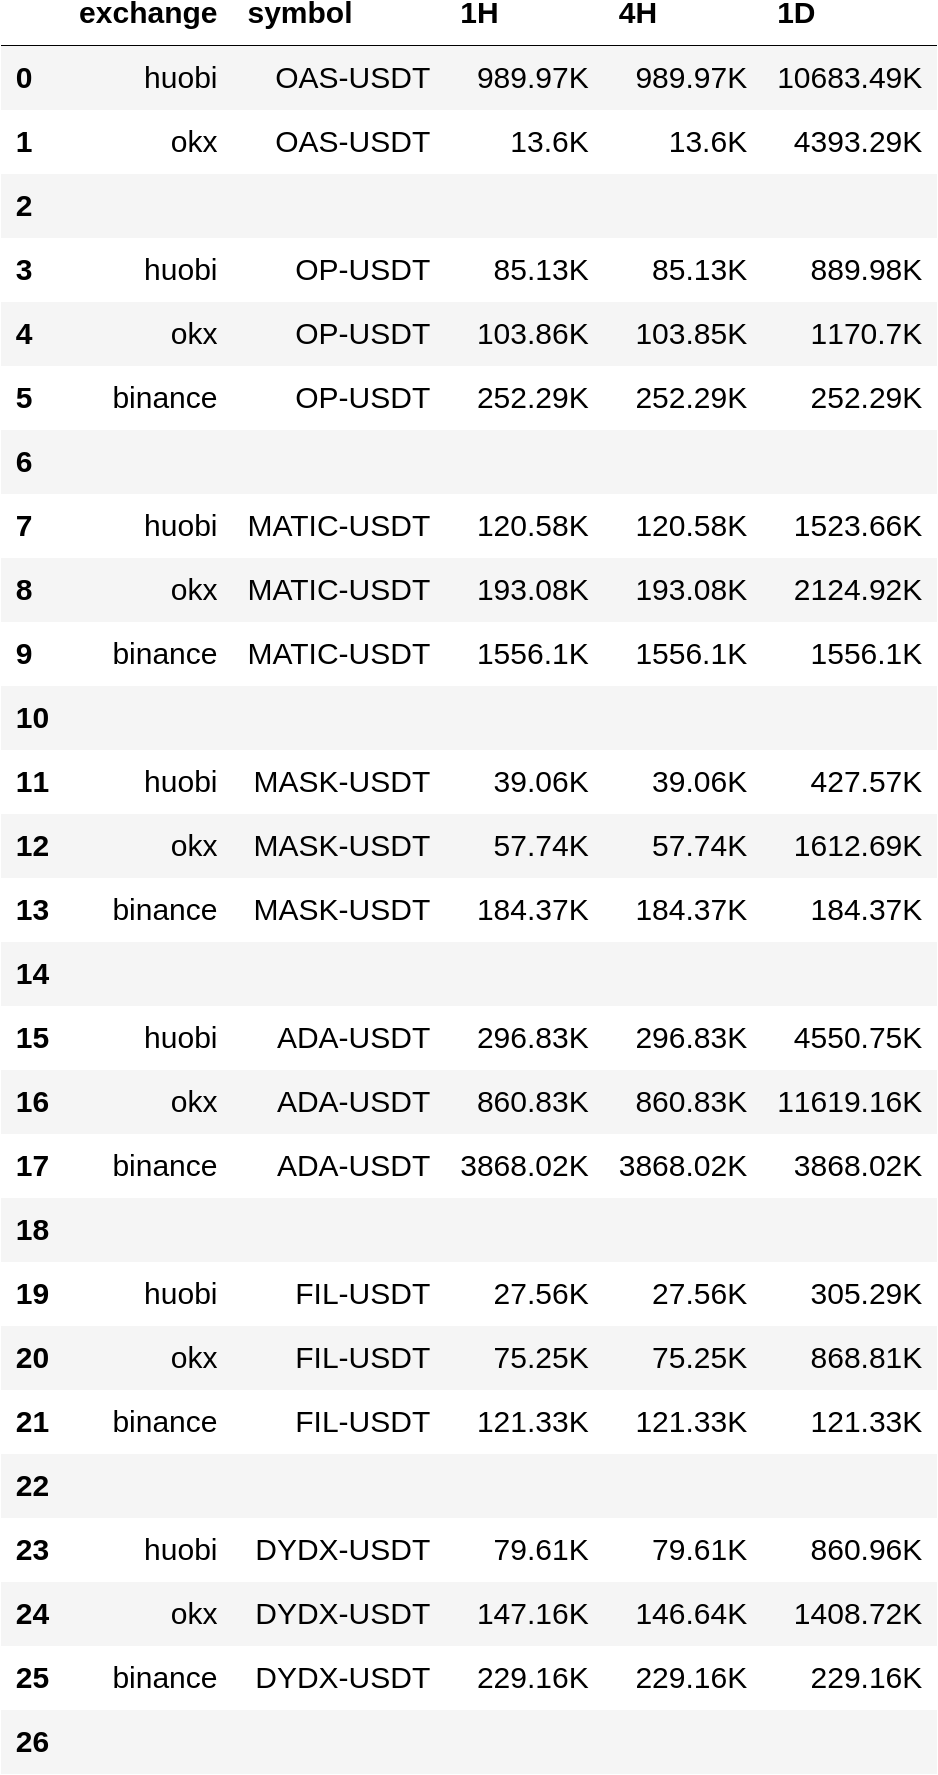 exchange symbol 1H 4H 1D
0 huobi OAS-USDT 989.97K 989.97K 10683.49K
1 okx OAS-USDT 13.6K 13.6K 4393.29K
2
3 huobi OP-USDT 85.13K 85.13K 889.98K
4 okx OP-USDT 103.86K 103.85K 1170.7K
5 binance OP-USDT 252.29K 252.29K 252.29K
6
7 huobi MATIC-USDT 120.58K 120.58K 1523.66K
8 okx MATIC-USDT 193.08K 193.08K 2124.92K
9 binance MATIC-USDT 1556.1K 1556.1K 1556.1K
10
11 huobi MASK-USDT 39.06K 39.06K 427.57K
12 okx MASK-USDT 57.74K 57.74K 1612.69K
13 binance MASK-USDT 184.37K 184.37K 184.37K
14
15 huobi ADA-USDT 296.83K 296.83K 4550.75K
16 okx ADA-USDT 860.83K 860.83K 11619.16K
17 binance ADA-USDT 3868.02K 3868.02K 3868.02K
18
19 huobi FIL-USDT 27.56K 27.56K 305.29K
20 okx FIL-USDT 75.25K 75.25K 868.81K
21 binance FIL-USDT 121.33K 121.33K 121.33K
22
23 huobi DYDX-USDT 79.61K 79.61K 860.96K
24 okx DYDX-USDT 147.16K 146.64K 1408.72K
25 binance DYDX-USDT 229.16K 229.16K 229.16K
26